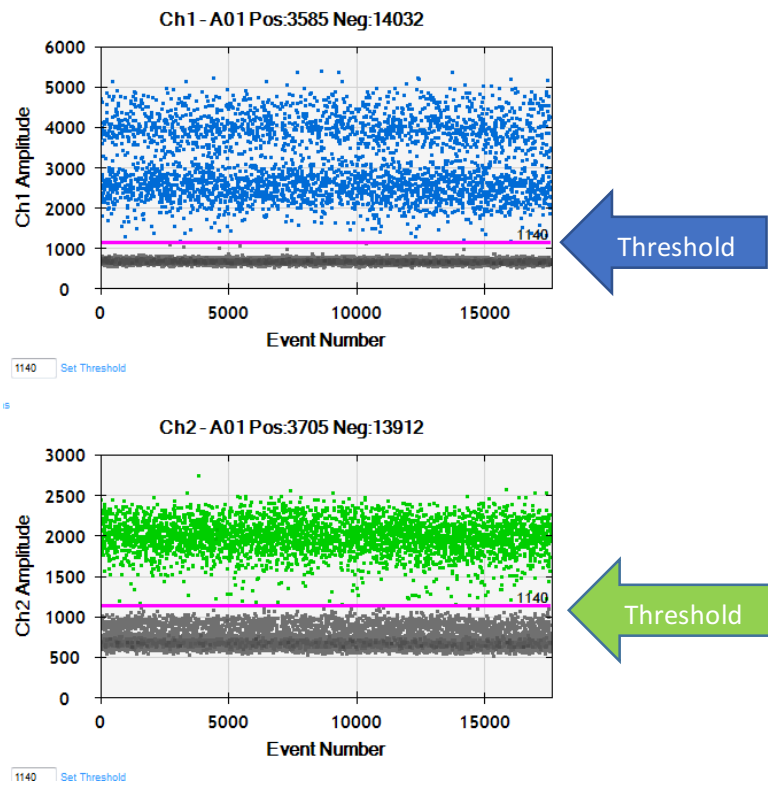 Ch1 - A01 Pos:3585 Neg:14032
6000
5000
4000
3000
2000
1000
0
Ch1 Amplitude
1140
Threshold
0 5000 10000 15000
Event Number
1140 Set Threshold
is
Ch2 - A01 Pos:3705 Neg:13912
3000
2500
2000
1500
1000
500
0
Ch2 Amplitude
1140
Threshold
0 5000 10000 15000
Event Number
1140 Set Threshold